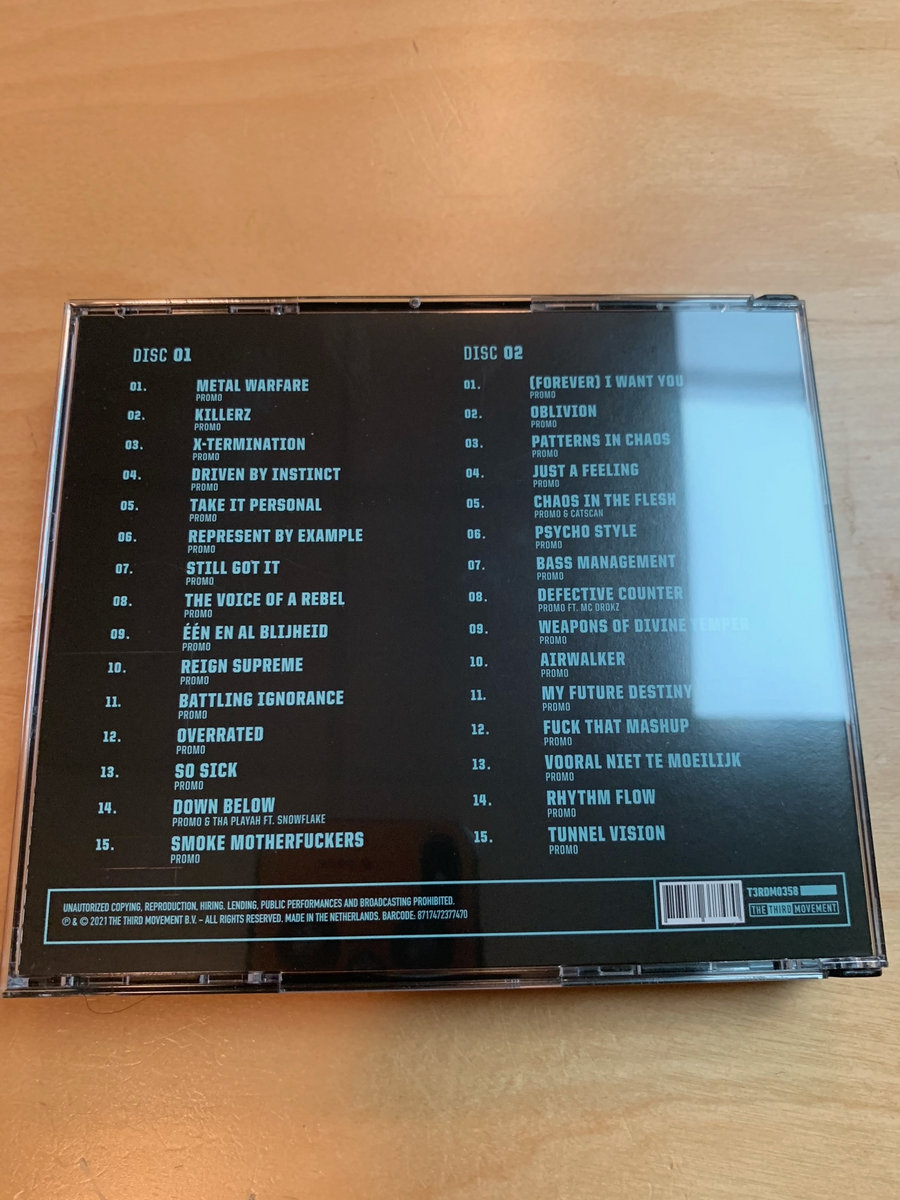 DISC 01
01. METAL WARFARE
PROMO
02. KILLERZ
PROMO
03. X-TERMINATION
PROMO
04. DRIVEN BY INSTINCT
PROMO
05. TAKE IT PERSONAL
PROMO
06. REPRESENT BY EXAMPLE
PROMO
07. STILL GOT IT
PROMO
08. THE VOICE OF A REBEL
PROMO
09. ÉÉN EN AL BLIJHEID
PROMO
10. REIGN SUPREME
PROMO
11. BATTLING IGNORANCE
PROMO
12. OVERRATED
PROMO
13. SO SICK
PROMO
14. DOWN BELOW
PROMO & THA PLAYAH FT. SNOWFLAKE
15. SMOKE MOTHERFUCKERS
PROMO
DISC 02
01. (FOREVER) I WANT YOU
PROMO
02. OBLIVION
PROMO
03. PATTERNS IN CHAOS
PROMO
04. JUST A FEELING
PROMO
05. CHAOS IN THE FLESH
PROMO & CATSCAN
06. PSYCHO STYLE
PROMO
07. BASS MANAGEMENT
PROMO
08. DEFECTIVE COUNTER
PROMO FT. MC DROKZ
09. WEAPONS OF DIVINE TEMPER
PROMO
10. AIRWALKER
PROMO
11. MY FUTURE DESTINY
PROMO
12. FUCK THAT MASHUP
PROMO
13. VOORAL NIET TE MOEILIJK
PROMO
14. RHYTHM FLOW
PROMO
15. TUNNEL VISION
PROMO
UNAUTORIZED COPYING, REPRODUCTION, HIRING, LENDING, PUBLIC PERFORMANCES AND BROADCASTING PROHIBITED.
℗ & © 2021 THE THIRD MOVEMENT B.V. – ALL RIGHTS RESERVED. MADE IN THE NETHERLANDS. BARCODE: 8717472377470
T3RDM0358
THE THIRD MOVEMENT